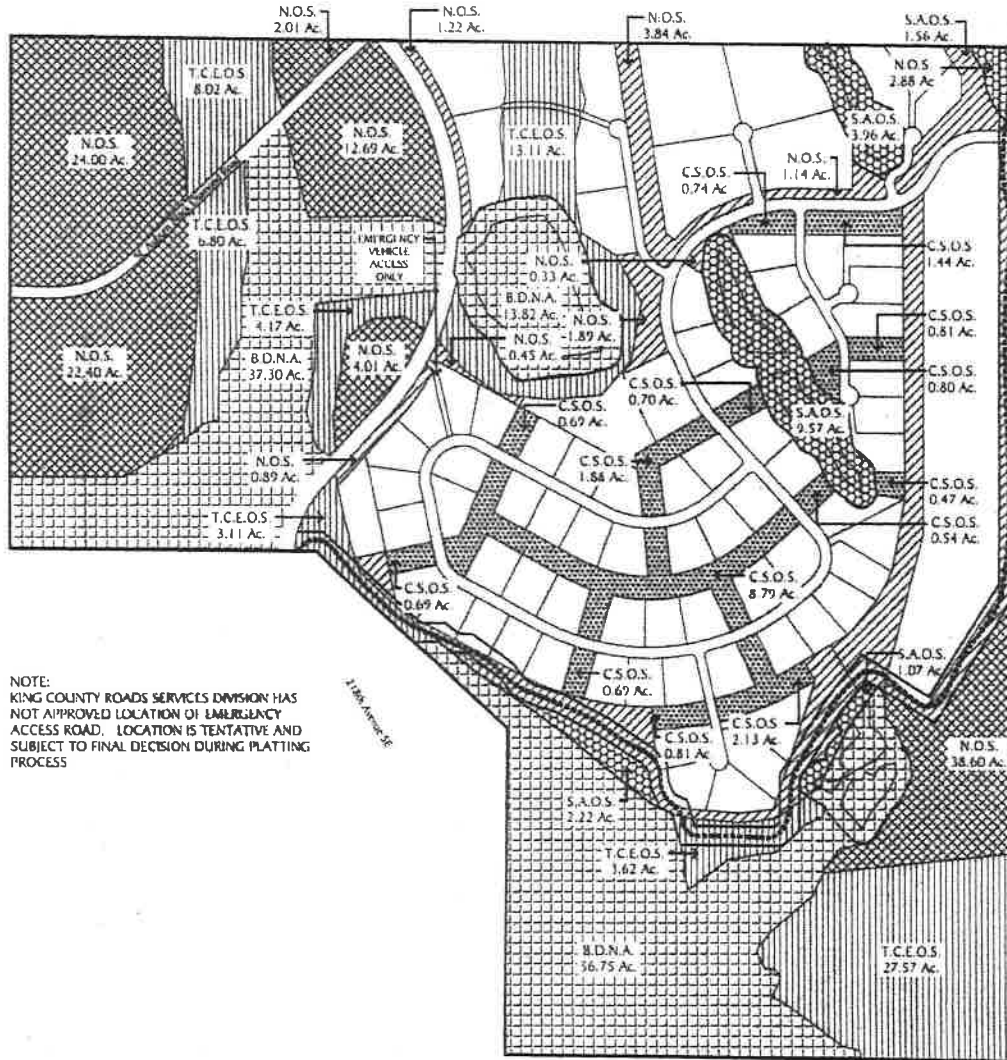 N.O.S.
2.01 Ac.
N.O.S.
1.22 Ac.
N.O.S.
3.84 Ac.
S.A.O.S.
1.56 Ac.
N.O.S.
2.88 Ac
T.C.E.O.S.
8.02 Ac.
N.O.S.
24.00 Ac.
N.O.S.
12.69 Ac.
T.C.E.O.S.
13.11 Ac.
S.A.O.S.
3.96 Ac.
C.S.O.S.
0.74 Ac
N.O.S.
1.14 Ac
T.C.E.O.S.
6.80 Ac.
EMERGENCY
VEHICLE
ACCESS
ONLY
N.O.S.
0.33 Ac.
C.S.O.S
1.44 Ac
B.D.N.A.
13.82 Ac.
T.C.E.O.S.
4.17 Ac.
N.O.S.
1.89 Ac.
C.S.O.S.
0.81 Ac
N.O.S.
0.45 Ac
N.O.S.
4.01 Ac
B.D.N.A.
37.30 Ac.
N.O.S.
22.40 Ac.
C.S.O.S.
0.80 Ac
C.S.O.S.
0.70 Ac
C.S.O.S
0.69 Ac
S.A.O.S.
9.57 Ac.
N.O.S.
0.89 Ac
C.S.O.S.
1.88 Ac.
C.S.O.S.
0.47 Ac
T.C.E.O.S.
3.11 Ac.
C.S.O.S.
0.54 Ac
C.S.O.S.
0.69 Ac.
C.S.O.S.
8.79 Ac
S.A.O.S.
1.07 Ac.
C.S.O.S.
0.69 Ac
NOTE:
KING COUNTY ROADS SERVICES DIVISION HAS
NOT APPROVED LOCATION OF EMERGENCY
ACCESS ROAD. LOCATION IS TENTATIVE AND
SUBJECT TO FINAL DECISION DURING PLATTING
PROCESS
Avenue SE
C.S.O.S.
0.81 Ac
C.S.O.S.
2.13 Ac.
N.O.S.
38.60 Ac.
S.A.O.S.
2.22 Ac.
T.C.E.O.S.
3.62 Ac.
B.D.N.A.
56.75 Ac.
T.C.E.O.S.
27.57 Ac.